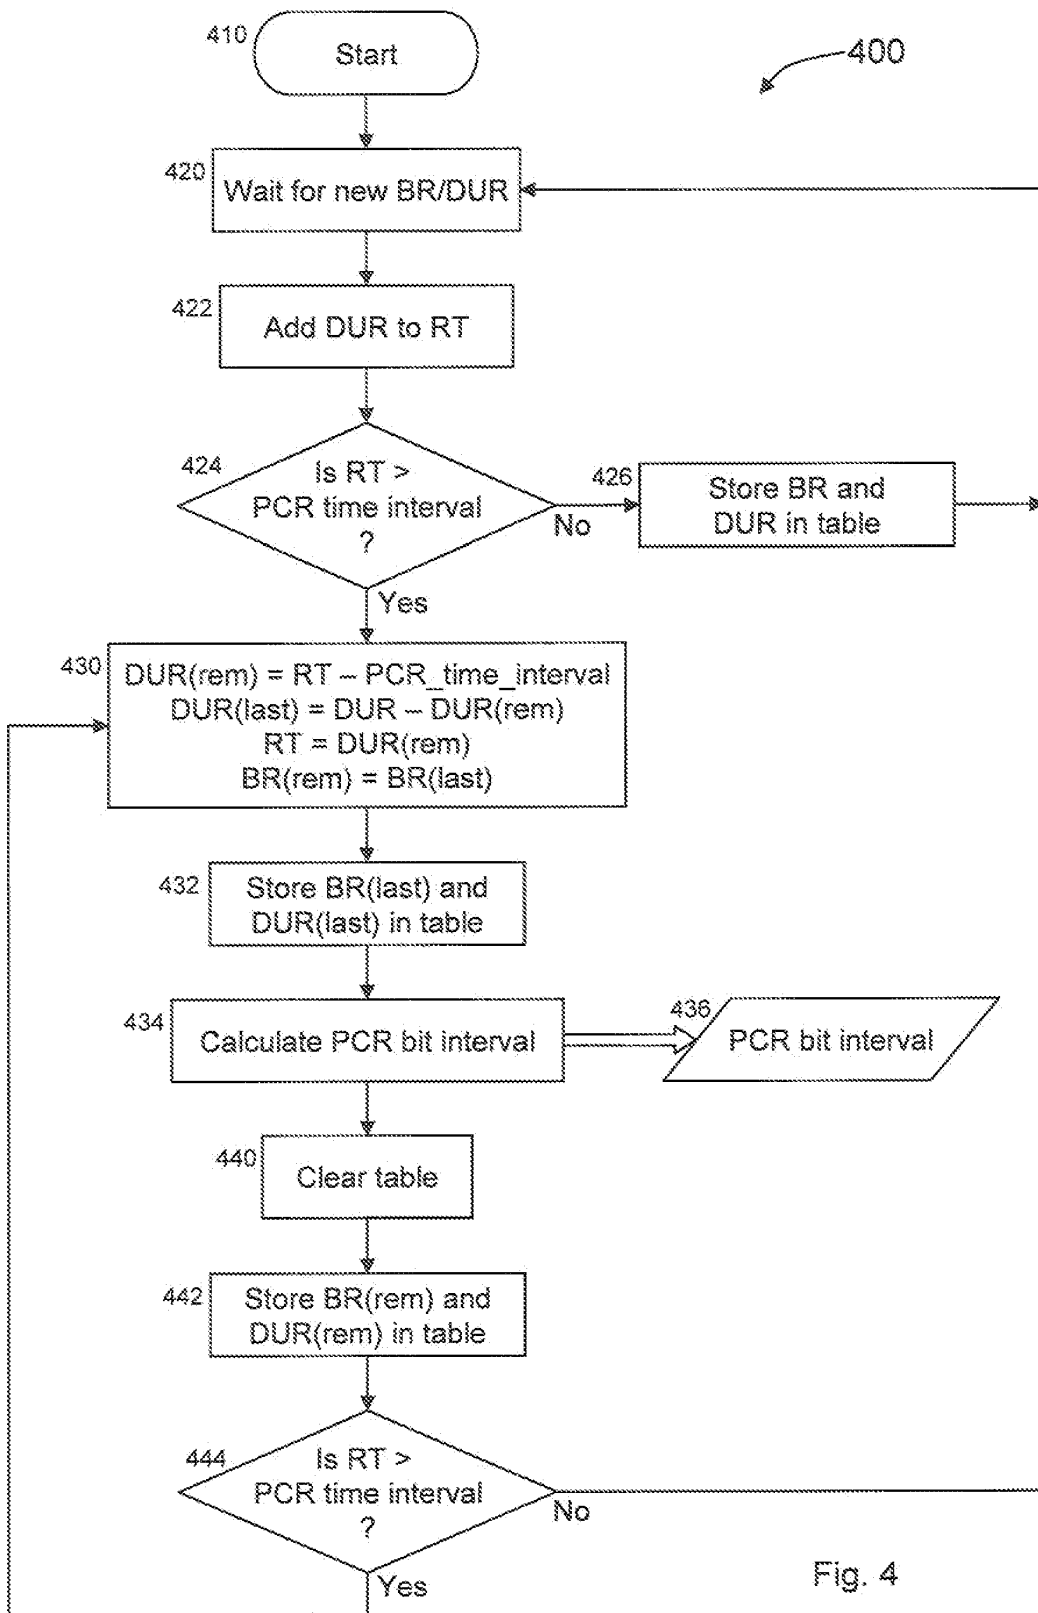 410
Start
400
420
Wait for new BR/DUR
422
Add DUR to RT
424
Is RT >
PCR time interval
?
No
Yes
426
Store BR and
DUR in table
430
DUR(rem) = RT – PCR_time_interval
DUR(last) = DUR – DUR(rem)
RT = DUR(rem)
BR(rem) = BR(last)
432
Store BR(last) and
DUR(last) in table
434
Calculate PCR bit interval
436
PCR bit interval
440
Clear table
442
Store BR(rem) and
DUR(rem) in table
444
Is RT >
PCR time interval
?
No
Yes
Fig. 4